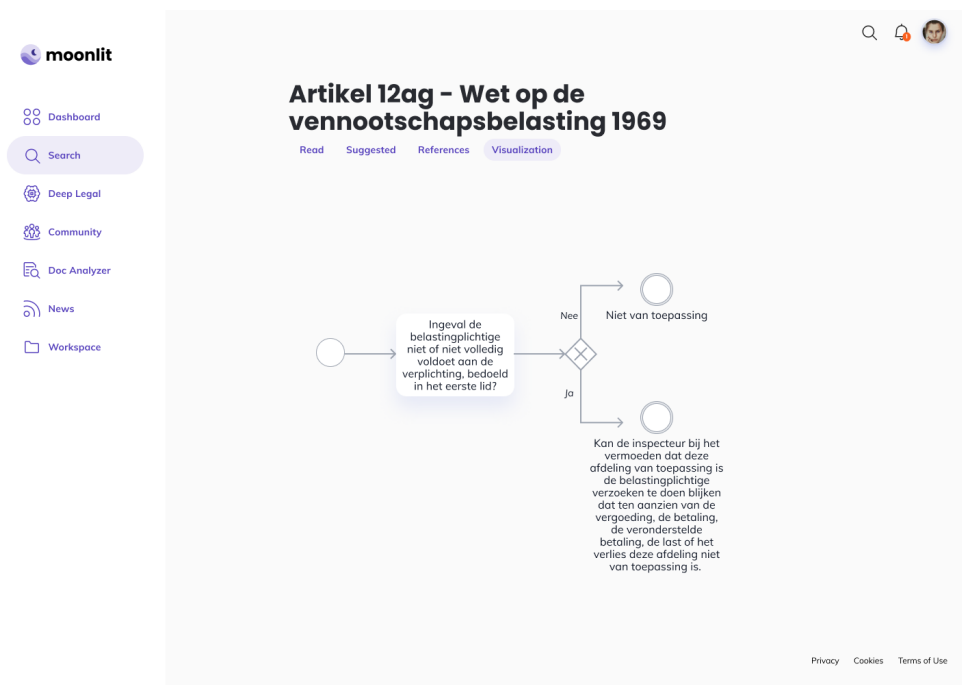 moonlit
Dashboard
Search
Deep Legal
Community
Doc Analyzer
News
Workspace
Artikel 12ag – Wet op de
vennootschapsbelasting 1969
Read Suggested References Visualization
Ingeval de
belastingplichtige
niet of niet volledig
voldoet aan de
verplichting, bedoeld
in het eerste lid?
Nee
Niet van toepassing
Ja
Kan de inspecteur bij het
vermoeden dat deze
afdeling van toepassing is
de belastingplichtige
verzoeken te doen blijken
dat ten aanzien van de
vergoeding, de betaling,
de veronderstelde
betaling, de last of het
verlies deze afdeling niet
van toepassing is.
Privacy Cookies Terms of Use